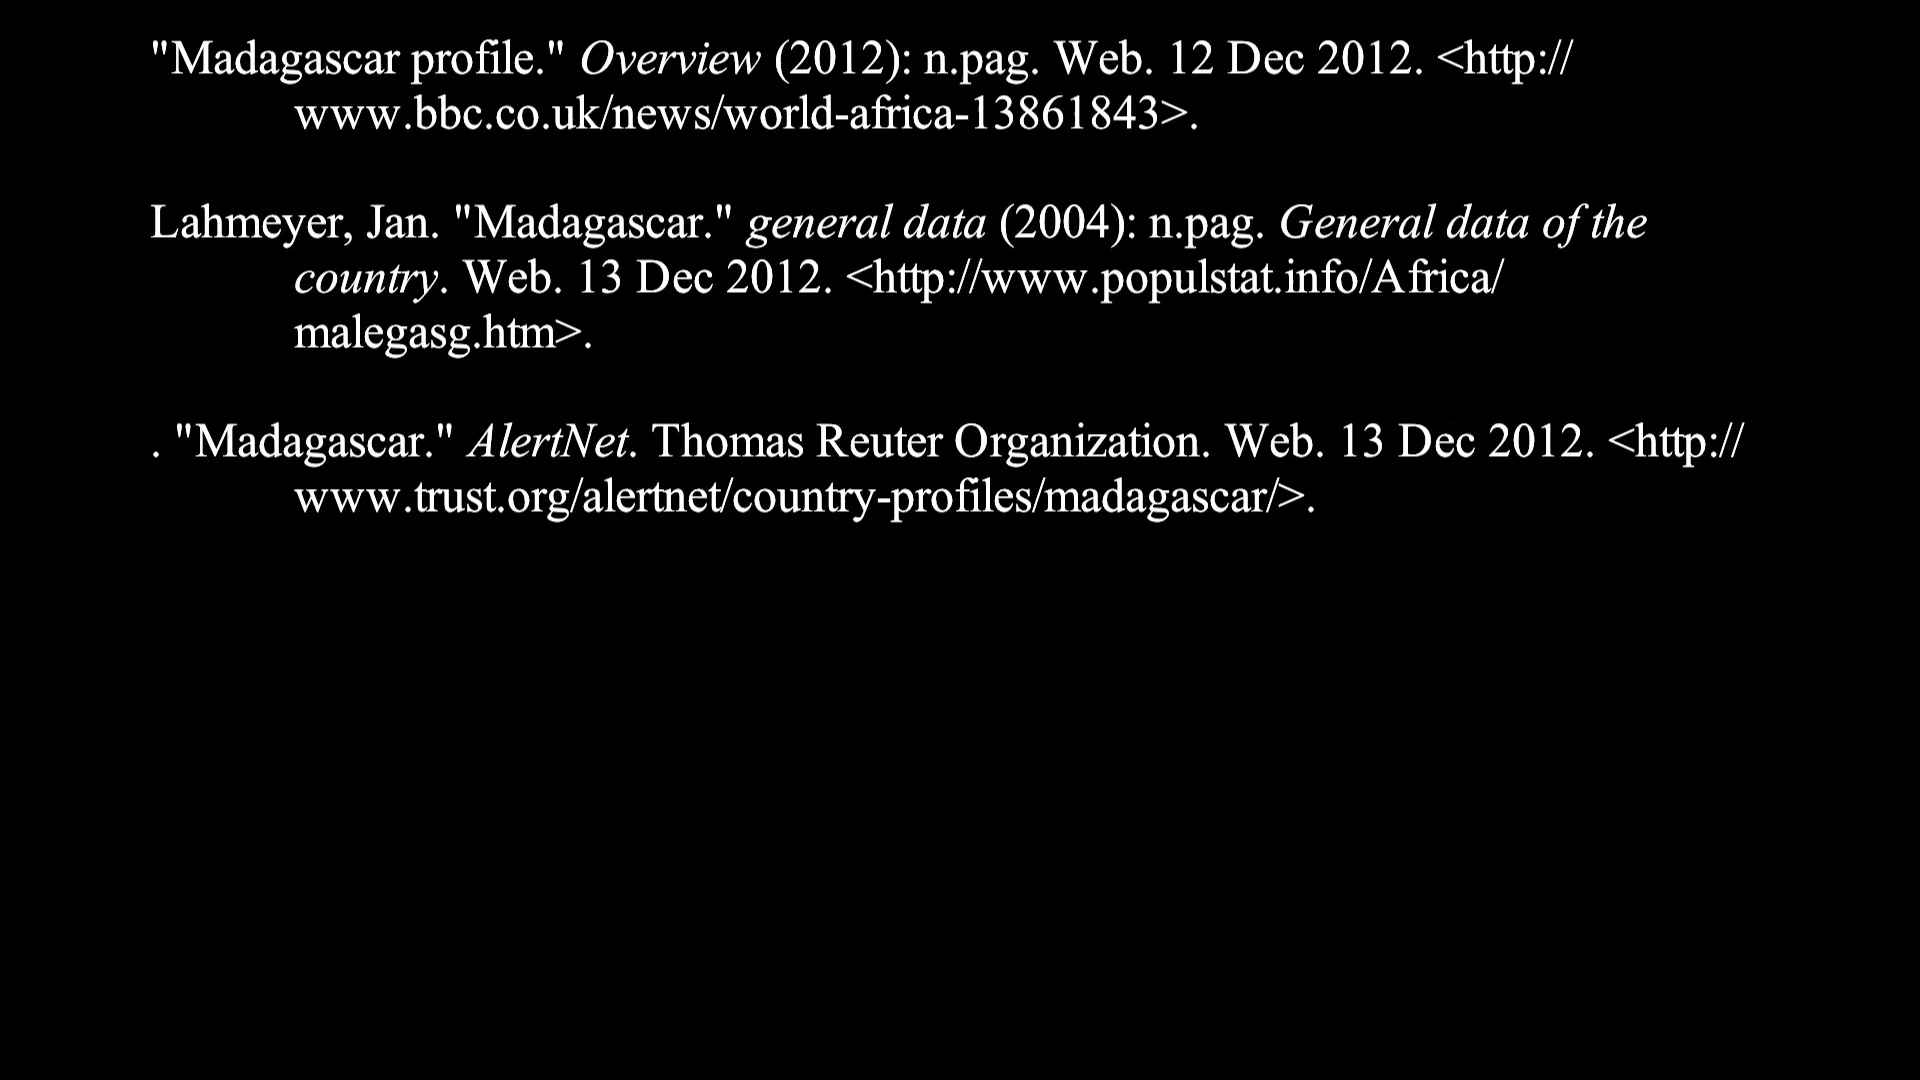 "Madagascar profile." Overview (2012): n.pag. Web. 12 Dec 2012. <http://
www.bbc.co.uk/news/world-africa-13861843>.
Lahmeyer, Jan. "Madagascar." general data (2004): n.pag. General data of the
country. Web. 13 Dec 2012. <http://www.populstat.info/Africa/
malegasg.htm>.
. "Madagascar." AlertNet. Thomas Reuter Organization. Web. 13 Dec 2012. <http://
www.trust.org/alertnet/country-profiles/madagascar/>.